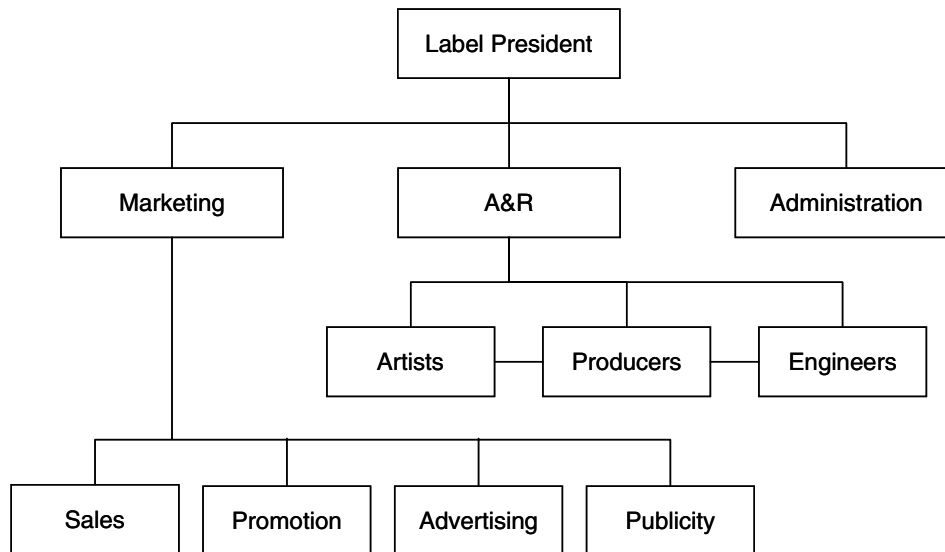 Label President
Marketing
A&R
Administration
Artists
Producers
Engineers
Sales
Promotion
Advertising
Publicity